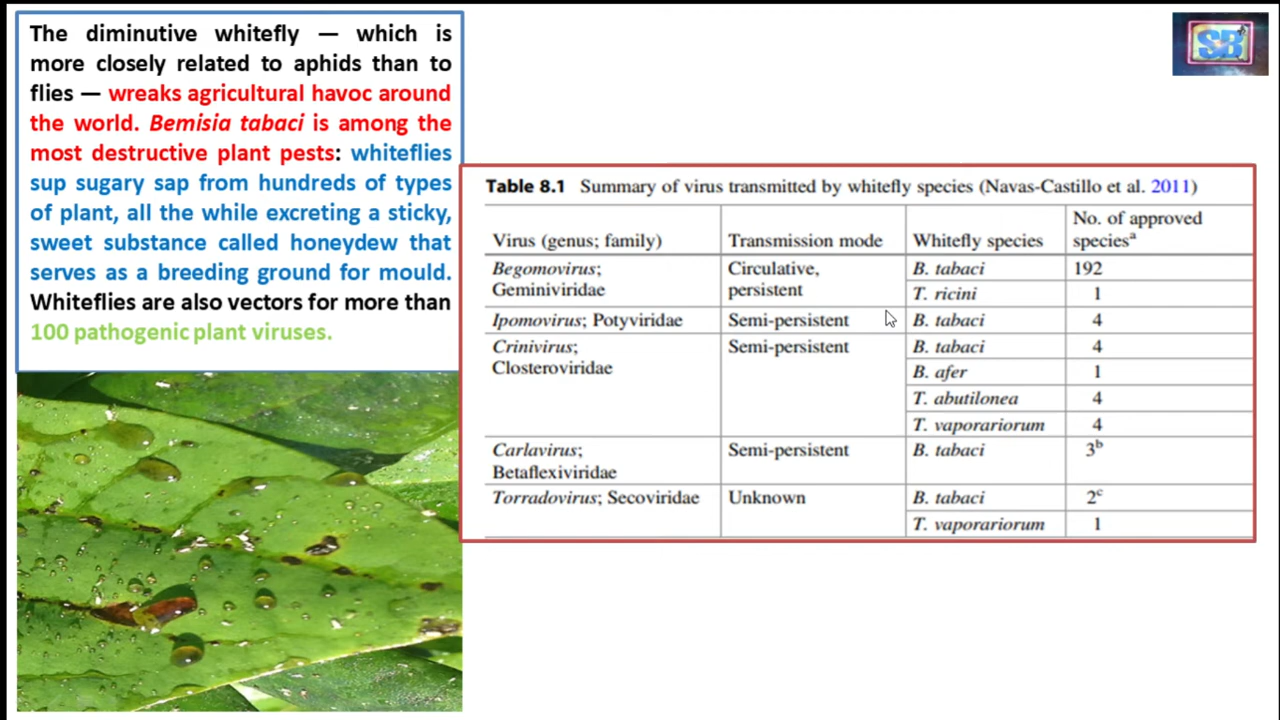 The diminutive whitefly — which is
more closely related to aphids than to
flies — wreaks agricultural havoc around
the world. Bemisia tabaci is among the
most destructive plant pests: whiteflies
sup sugary sap from hundreds of types
of plant, all the while excreting a sticky,
sweet substance called honeydew that
serves as a breeding ground for mould.
Whiteflies are also vectors for more than
100 pathogenic plant viruses.
SB
Table 8.1 Summary of virus transmitted by whitefly species (Navas-Castillo et al. 2011)
Virus (genus; family) Transmission mode Whitefly species No. of approved speciesᵃ
Begomovirus; Geminiviridae Circulative, persistent B. tabaci 192
T. ricini 1
Ipomovirus; Potyviridae Semi-persistent B. tabaci 4
Crinivirus; Closteroviridae Semi-persistent B. tabaci 4
B. afer 1
T. abutilonea 4
T. vaporariorum 4
Carlavirus; Betaflexiviridae Semi-persistent B. tabaci 3ᵇ
Torradovirus; Secoviridae Unknown B. tabaci 2ᶜ
T. vaporariorum 1